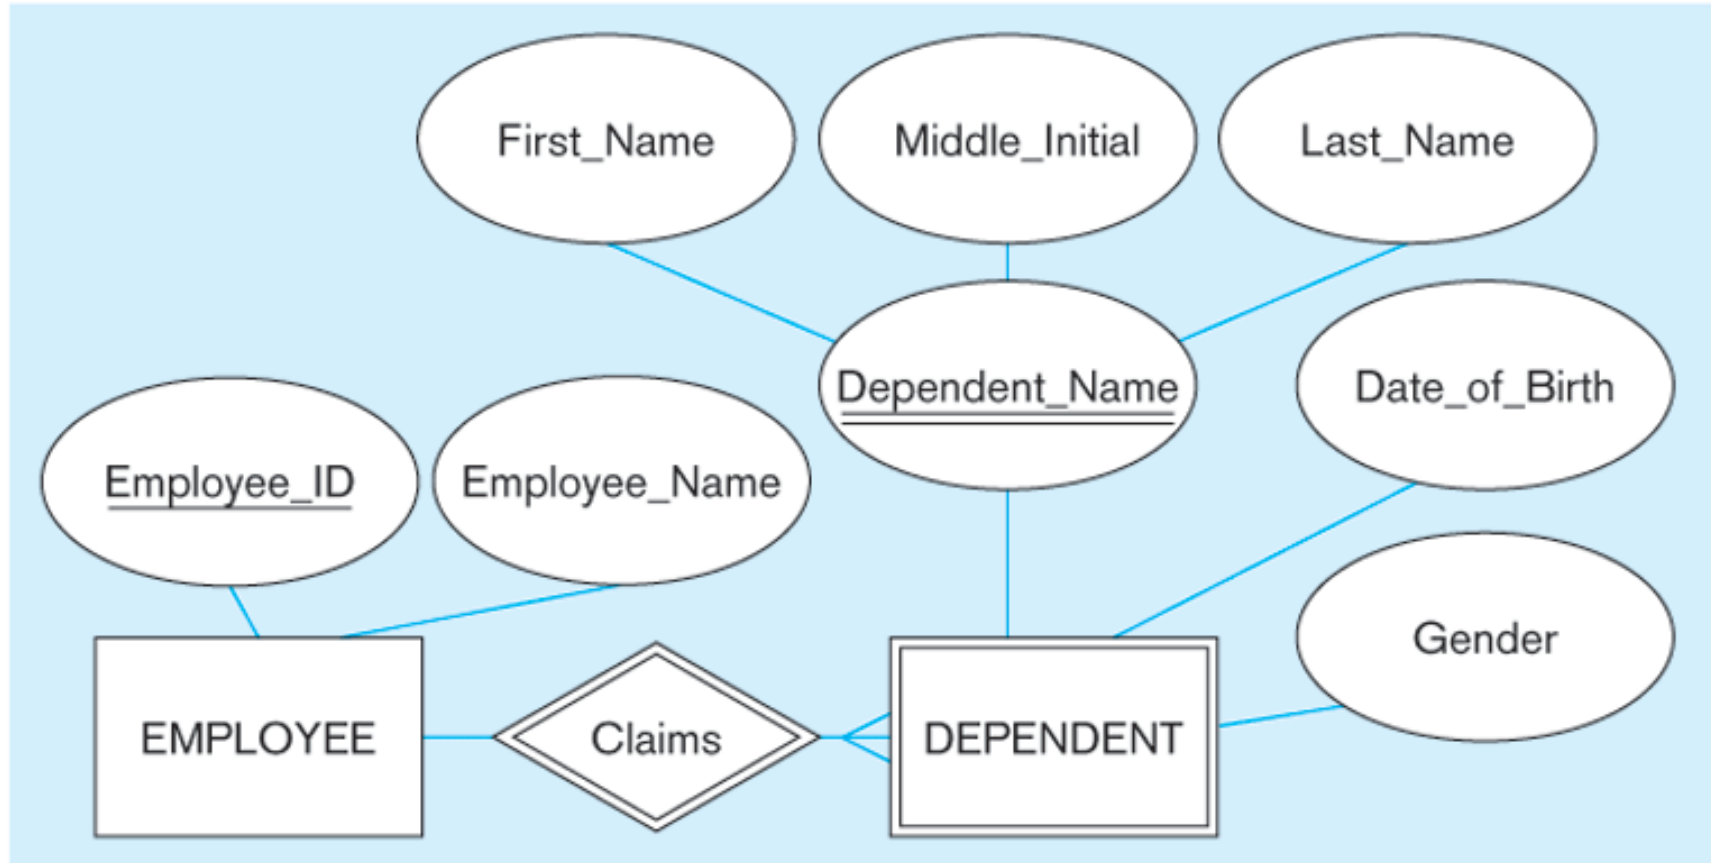 First_Name
Middle_Initial
Last_Name
Dependent_Name
Date_of_Birth
Employee_ID
Employee_Name
Gender
EMPLOYEE
Claims
DEPENDENT